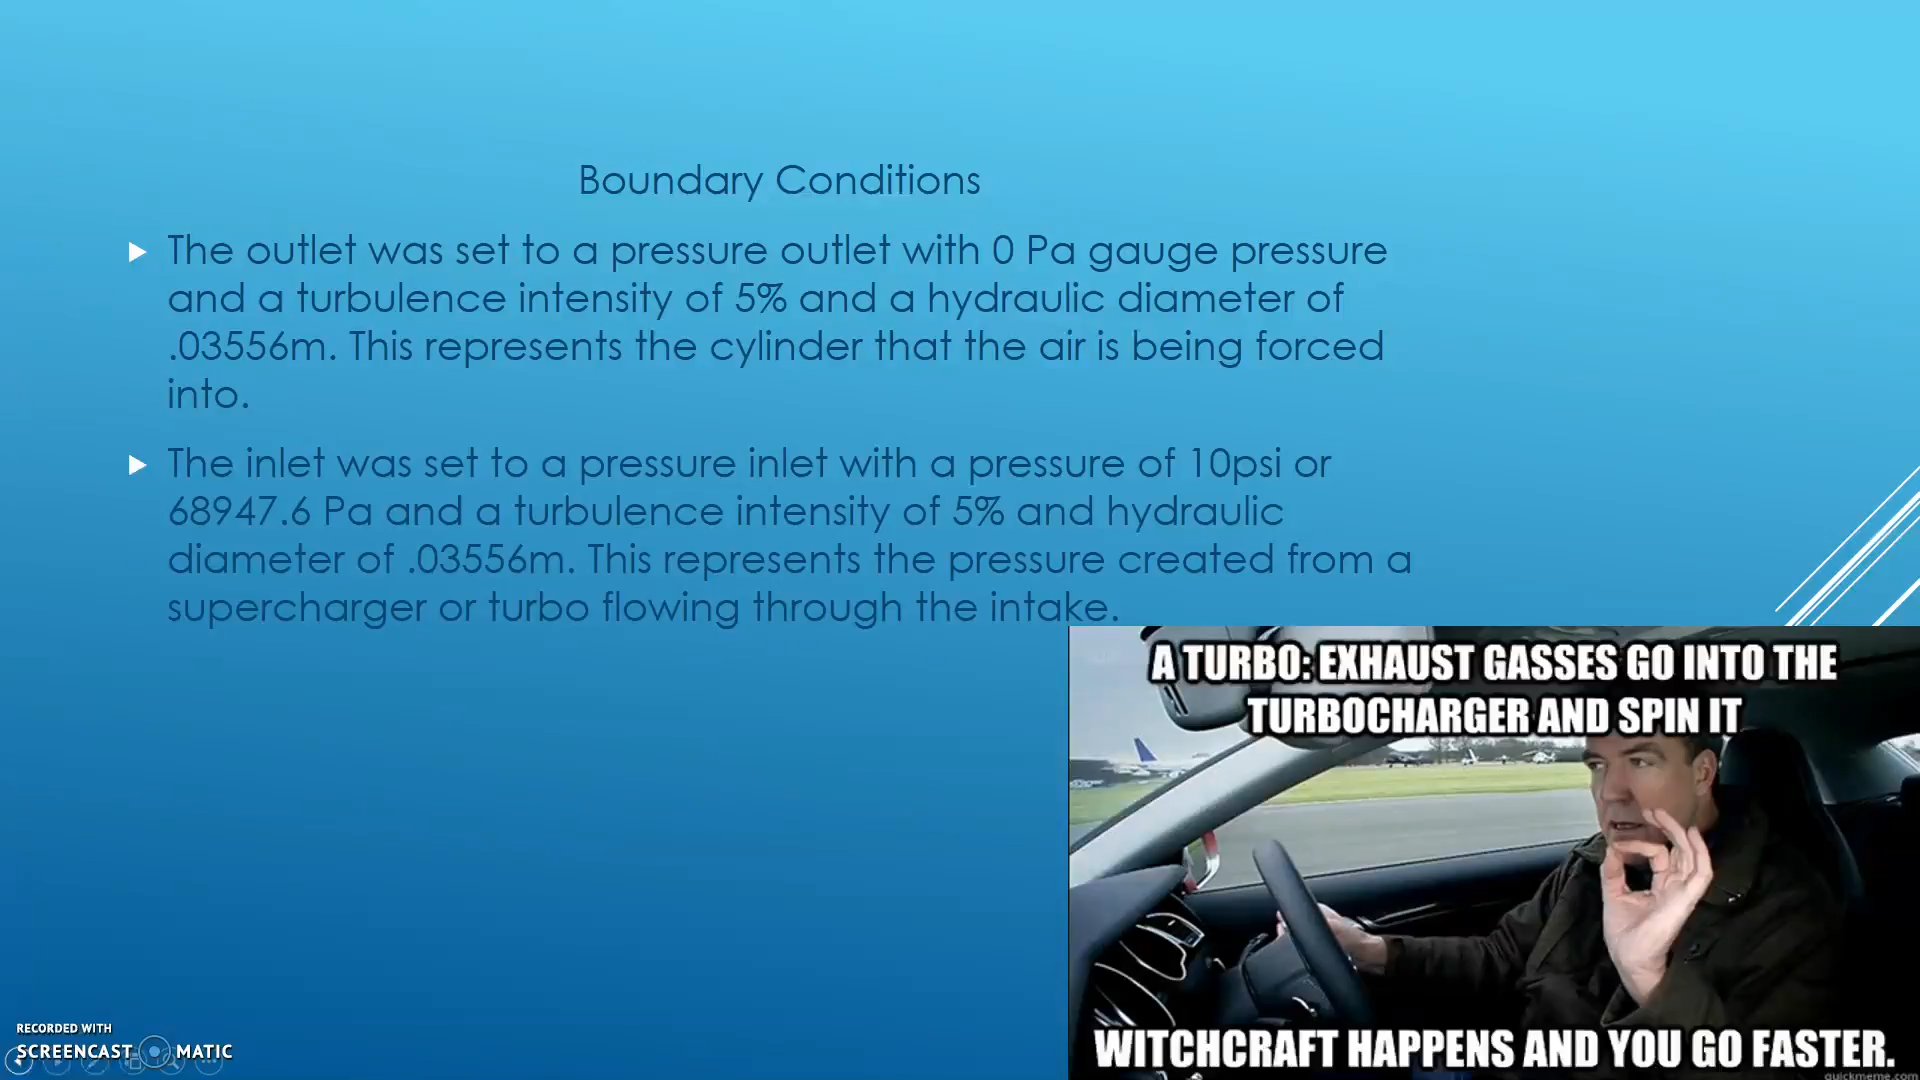 Boundary Conditions
The outlet was set to a pressure outlet with 0 Pa gauge pressure
and a turbulence intensity of 5% and a hydraulic diameter of
.03556m. This represents the cylinder that the air is being forced
into.
The inlet was set to a pressure inlet with a pressure of 10psi or
68947.6 Pa and a turbulence intensity of 5% and hydraulic
diameter of .03556m. This represents the pressure created from a
supercharger or turbo flowing through the intake.
A TURBO: EXHAUST GASSES GO INTO THE
TURBOCHARGER AND SPIN IT
WITCHCRAFT HAPPENS AND YOU GO FASTER.
quickmeme.com
RECORDED WITH
SCREENCAST MATIC